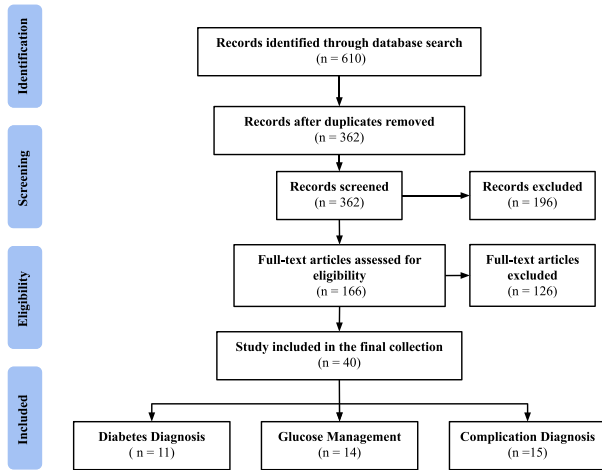 Identification
Records identified through database search
(n = 610)
Records after duplicates removed
(n = 362)
Screening
Records screened
(n = 362)
Records excluded
(n = 196)
Eligibility
Full-text articles assessed for
eligibility
(n = 166)
Full-text articles
excluded
(n = 126)
Study included in the final collection
(n = 40)
Included
Diabetes Diagnosis
( n = 11)
Glucose Management
(n = 14)
Complication Diagnosis
(n =15)